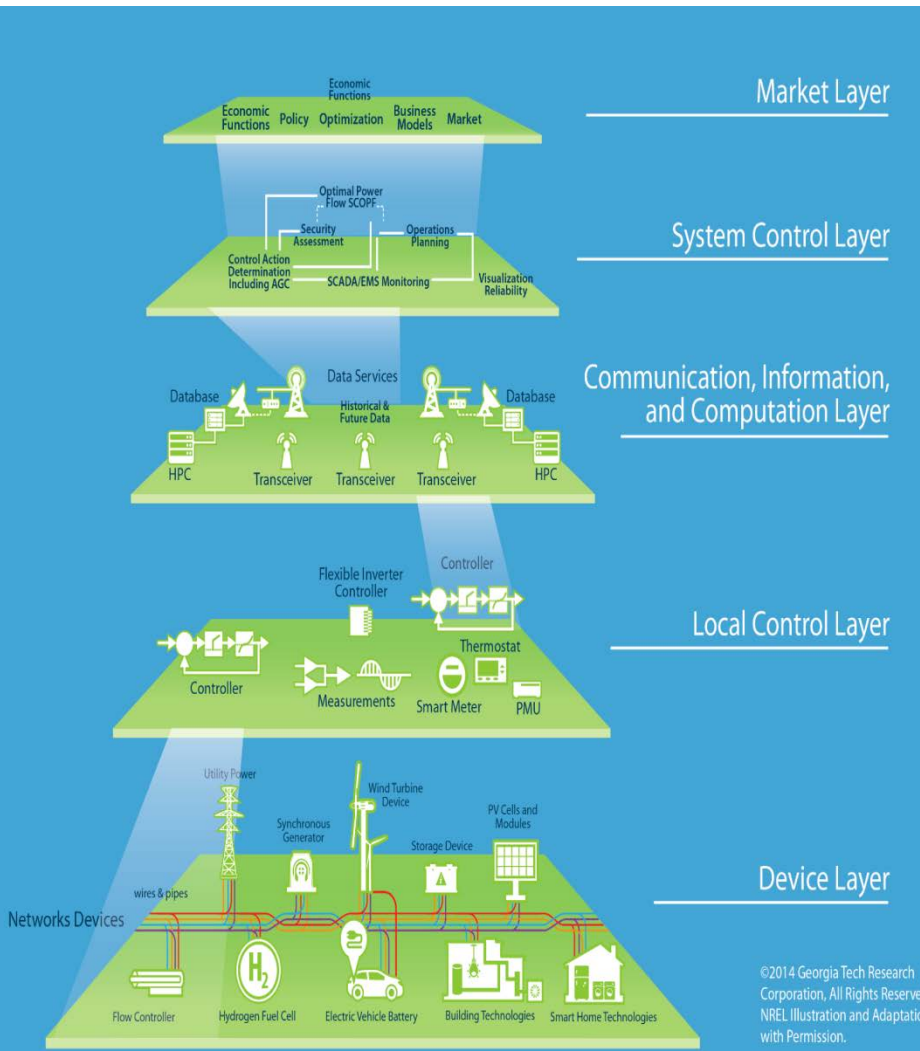 Economic
Functions
Economic
Functions
Policy
Optimization
Business
Models
Market
Market Layer
Optimal Power
Flow SCOPF
Security
Assessment
Operations
Planning
Control Action
Determination
Including AGC
SCADA/EMS Monitoring
Visualization
Reliability
System Control Layer
Data Services
Database
Historical &
Future Data
Database
HPC
Transceiver
Transceiver
Transceiver
HPC
Communication, Information,
and Computation Layer
Controller
Flexible Inverter
Controller
Thermostat
Controller
Measurements
Smart Meter
PMU
Local Control Layer
Utility Power
Wind Turbine
Device
Synchronous
Generator
Storage Device
PV Cells and
Modules
wires & pipes
Networks Devices
H2
Flow Controller
Hydrogen Fuel Cell
Electric Vehicle Battery
Building Technologies
Smart Home Technologies
Device Layer
©2014 Georgia Tech Research
Corporation, All Rights Reserve
NREL Illustration and Adaptatio
with Permission.